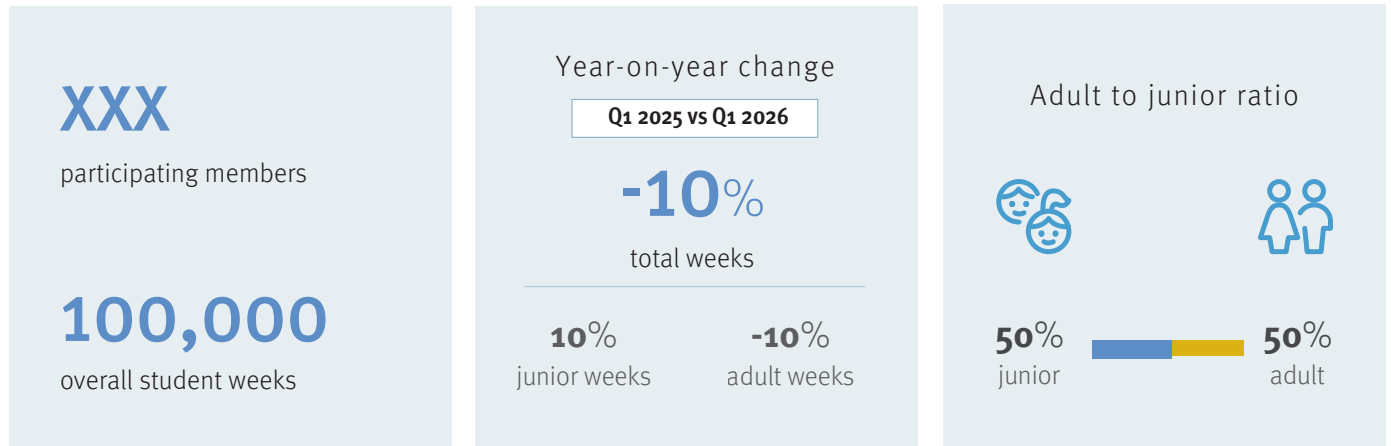 XXX
participating members
100,000
overall student weeks
Year-on-year change
Q1 2025 vs Q1 2026
-10%
total weeks
10%
junior weeks
-10%
adult weeks
Adult to junior ratio
50%
junior
50%
adult